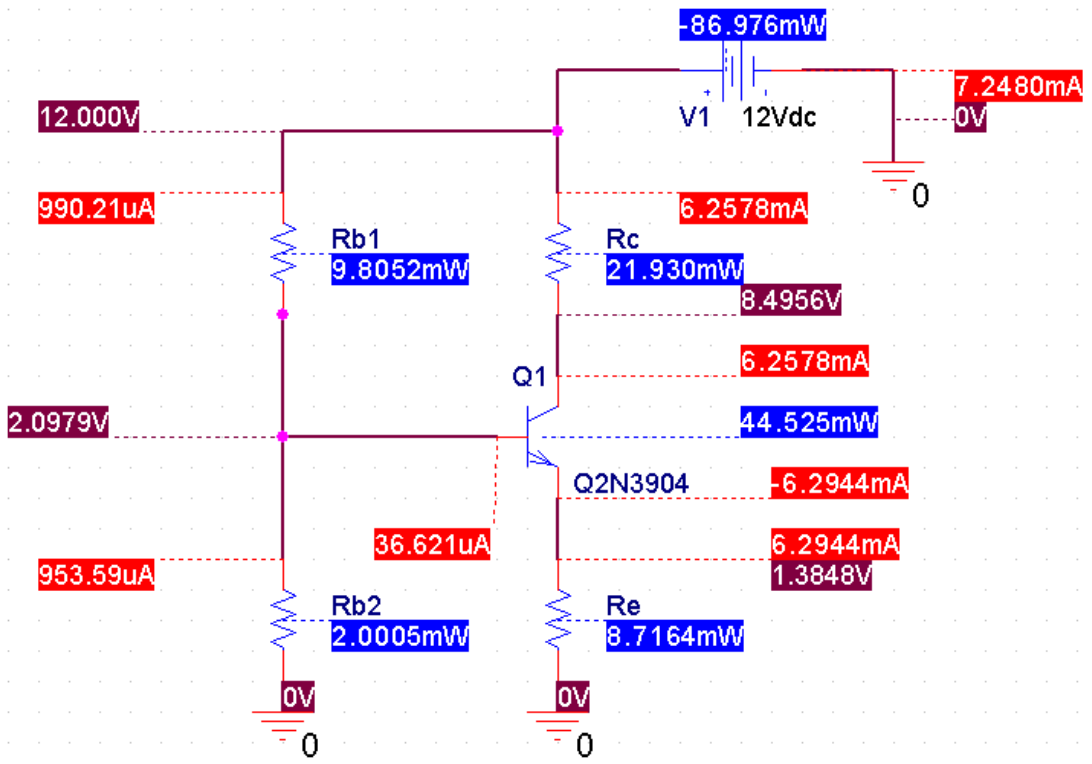 -86.976mW
7.2480mA
12.000V
+ -
V1 12Vdc
0V
990.21uA
6.2578mA
0
Rb1
9.8052mW
Rc
21.930mW
8.4956V
6.2578mA
Q1
2.0979V
44.525mW
Q2N3904
-6.2944mA
36.621uA
6.2944mA
953.59uA
1.3848V
Rb2
2.0005mW
Re
8.7164mW
0V
0V
0
0